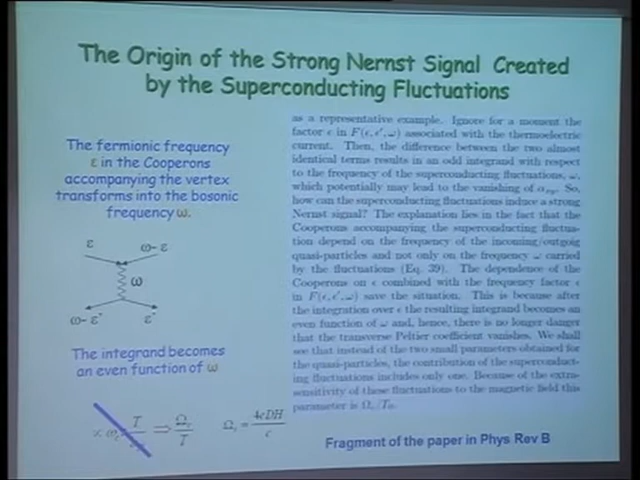 The Origin of the Strong Nernst Signal Created
by the Superconducting Fluctuations
The fermionic frequency
ε in the Cooperons
accompanying the vertex
transforms into the bosonic
frequency ω.
ε ω-ε
ω
ω-ε' ε'
The integrand becomes
an even function of ω
∝ ω T ⇒ Ω_c/T Ω_c = 4eDH/c
as a representative example. Ignore for a moment the
factor ϵ in F(ϵ, ϵ′, ω) associated with the thermoelectric
current. Then, the difference between the two almost
identical terms results in an odd integrand with respect
to the frequency of the superconducting fluctuations, ω,
which potentially may lead to the vanishing of α_xy. So,
how can the superconducting fluctuations induce a strong
Nernst signal? The explanation lies in the fact that the
Cooperons accompanying the superconducting fluctua-
tion depend on the frequency of the incoming/outgoig
quasi-particles and not only on the frequency ω carried
by the fluctuations (Eq. 39). The dependence of the
Cooperons on ϵ combined with the frequency factor ϵ
in F(ϵ, ϵ′, ω) save the situation. This is because after
the integration over ϵ the resulting integrand becomes an
even function of ω and, hence, there is no longer danger
that the transverse Peltier coefficient vanishes. We shall
see that instead of the two small parameters obtained for
the quasi-particles, the contribution of the superconduct-
ing fluctuations includes only one. Because of the extra-
sensitivity of these fluctuations to the magnetic field this
parameter is Ω_c/T_0.
Fragment of the paper in Phys Rev B